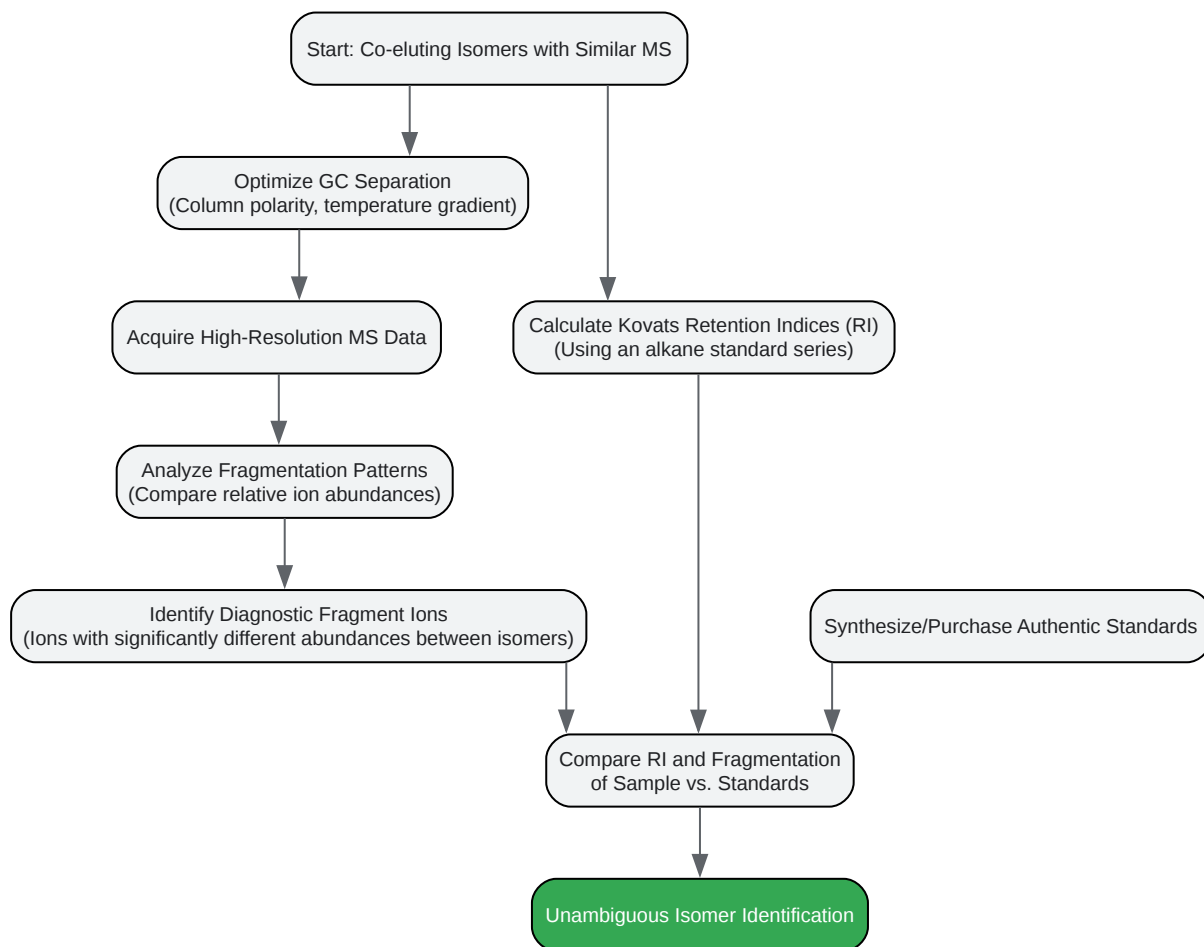 Start: Co-eluting Isomers with Similar MS
Optimize GC Separation
(Column polarity, temperature gradient)
Acquire High-Resolution MS Data
Calculate Kovats Retention Indices (RI)
(Using an alkane standard series)
Analyze Fragmentation Patterns
(Compare relative ion abundances)
Identify Diagnostic Fragment Ions
(Ions with significantly different abundances between isomers)
Synthesize/Purchase Authentic Standards
Compare RI and Fragmentation
of Sample vs. Standards
Unambiguous Isomer Identification